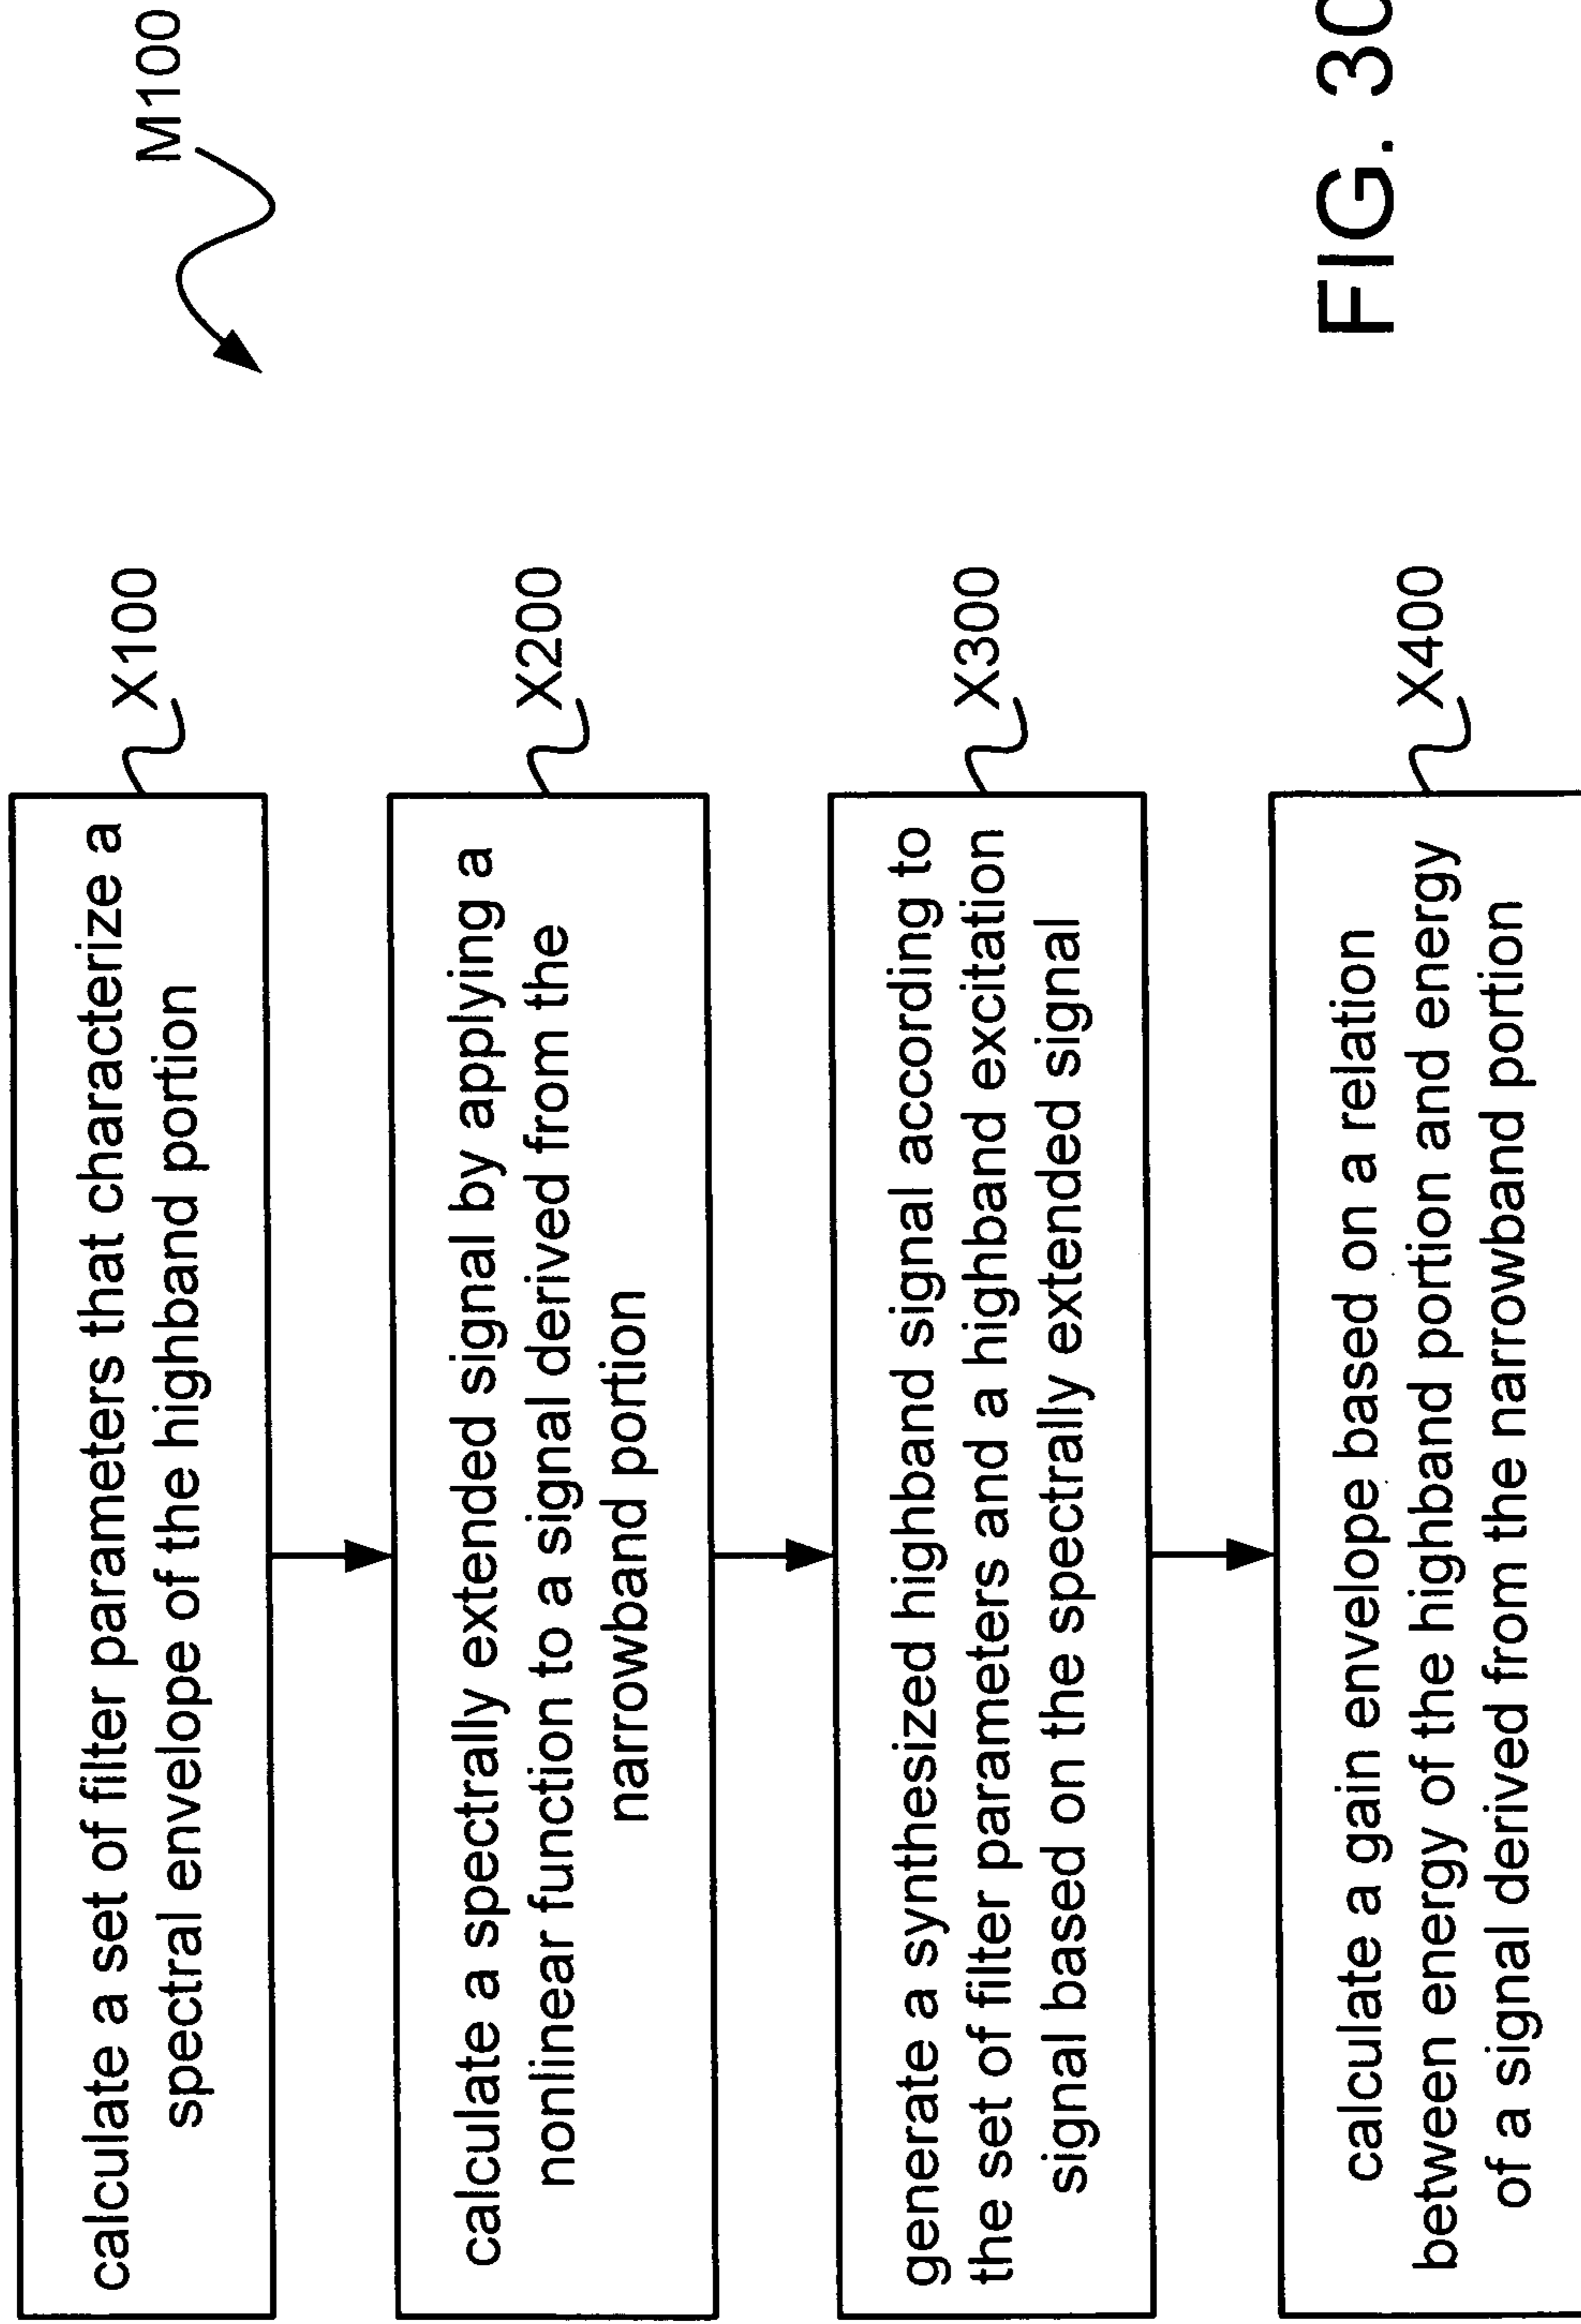 M100
calculate a set of filter parameters that characterize a
spectral envelope of the highband portion
X100
calculate a spectrally extended signal by applying a
nonlinear function to a signal derived from the
narrowband portion
X200
generate a synthesized highband signal according to
the set of filter parameters and a highband excitation
signal based on the spectrally extended signal
X300
calculate a gain envelope based on a relation
between energy of the highband portion and energy
of a signal derived from the narrowband portion
X400
FIG. 30